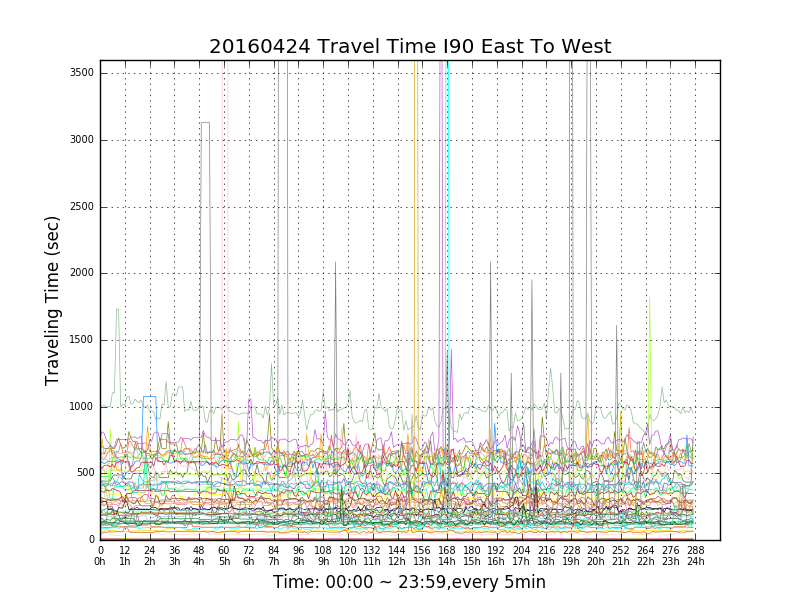 20160424 Travel Time I90 East To West
Traveling Time (sec)
3500
3000
2500
2000
1500
1000
500
0
0 12 24 36 48 60 72 84 96 108 120 132 144 156 168 180 192 204 216 228 240 252 264 276 288
0h 1h 2h 3h 4h 5h 6h 7h 8h 9h 10h 11h 12h 13h 14h 15h 16h 17h 18h 19h 20h 21h 22h 23h 24h
Time: 00:00 ~ 23:59,every 5min